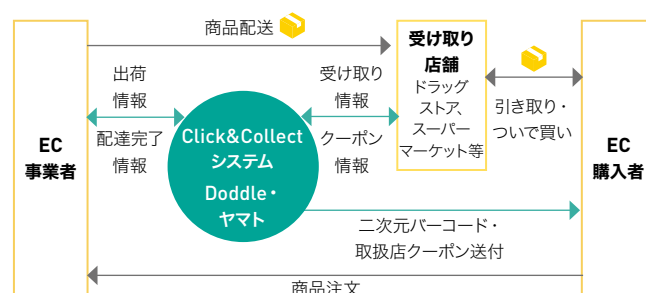 商品配送
受け取り
店舗
ドラッグ
ストア、
スーパー
マーケット等
出荷
情報
配達完了
情報
受け取り
情報
クーポン
情報
引き取り・
ついで買い
EC
事業者
Click&Collect
システム
Doddle・
ヤマト
EC
購入者
二次元バーコード・
取扱店クーポン送付
商品注文